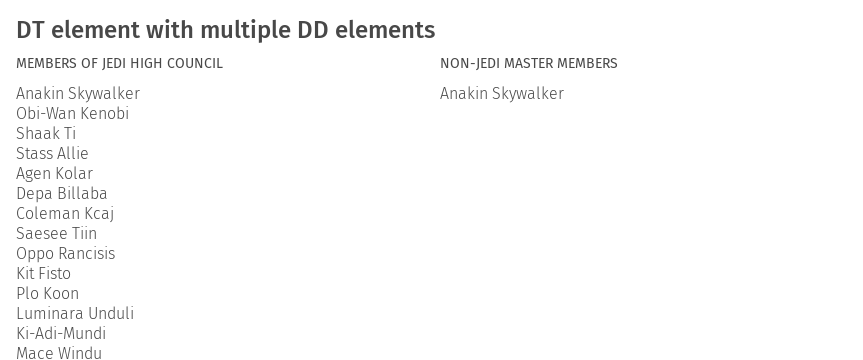 DT element with multiple DD elements
MEMBERS OF JEDI HIGH COUNCIL
Anakin Skywalker
Obi-Wan Kenobi
Shaak Ti
Stass Allie
Agen Kolar
Depa Billaba
Coleman Kcaj
Saesee Tiin
Oppo Rancisis
Kit Fisto
Plo Koon
Luminara Unduli
Ki-Adi-Mundi
Mace Windu
NON-JEDI MASTER MEMBERS
Anakin Skywalker